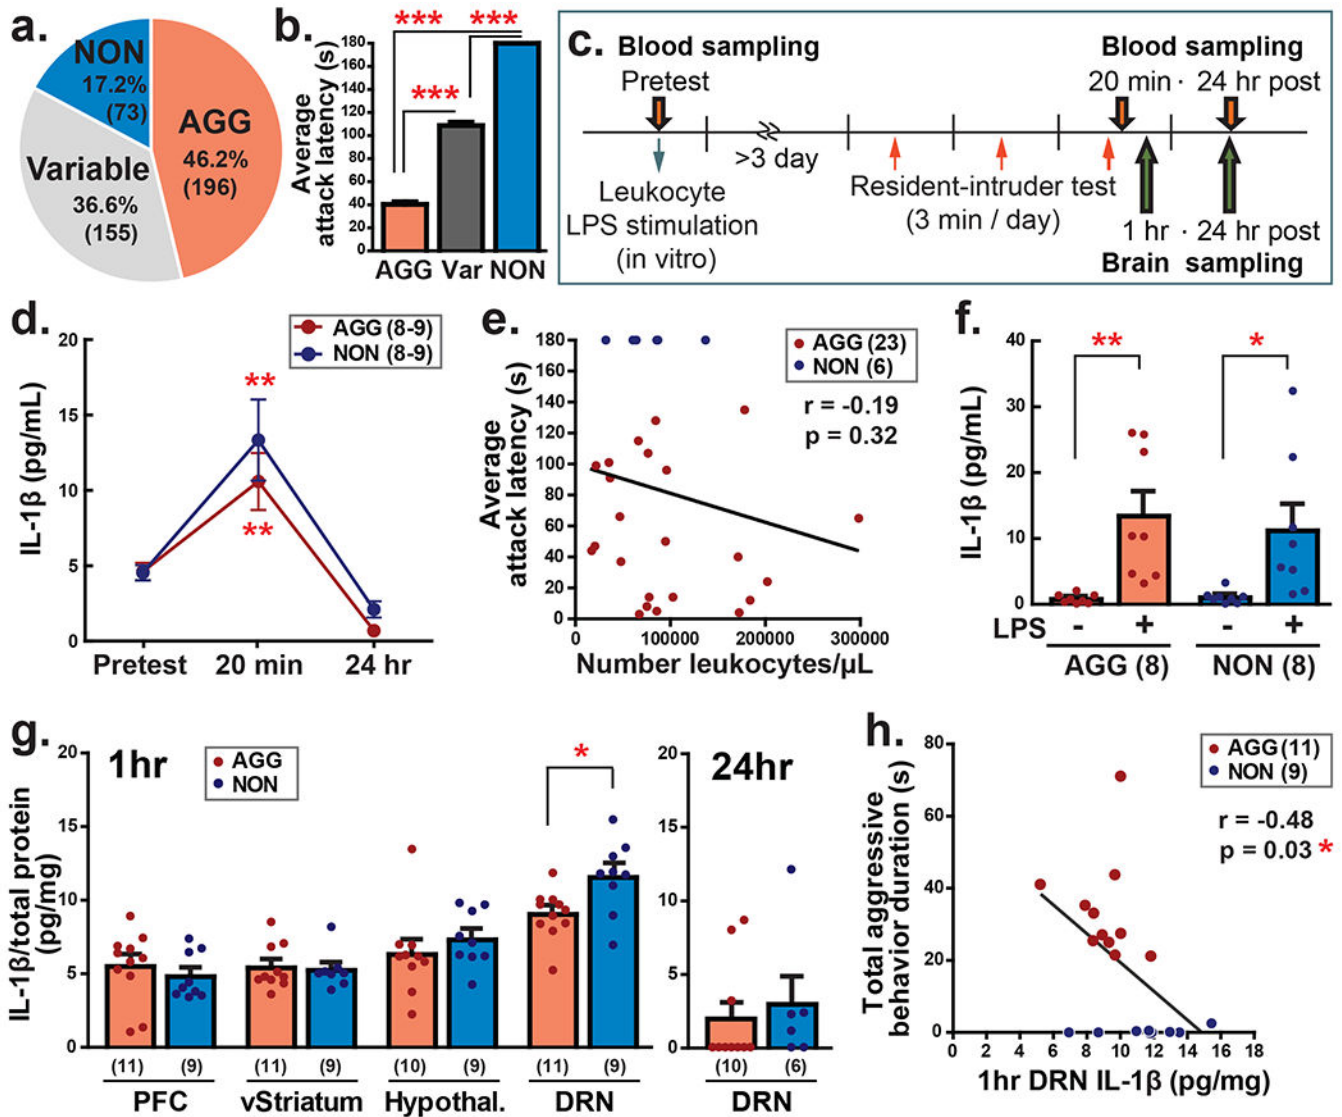 a.
NON
17.2%
(73)
AGG
46.2%
(196)
Variable
36.6%
(155)
b.
Average
attack latency (s)
180
160
140
120
100
80
60
40
20
0
***
***
***
AGG Var NON
c.
Blood sampling
Pretest
Blood sampling
20 min · 24 hr post
>3 day
Leukocyte
LPS stimulation
(in vitro)
Resident-intruder test
(3 min / day)
1 hr · 24 hr post
Brain sampling
d.
AGG (8-9)
NON (8-9)
IL-1β (pg/mL)
20
15
10
5
0
**
**
Pretest 20 min 24 hr
e.
AGG (23)
NON (6)
r = -0.19
p = 0.32
Average
attack latency (s)
180
160
140
120
100
80
60
40
20
0
0 100000 200000 300000
Number leukocytes/µL
f.
IL-1β (pg/mL)
40
30
20
10
0
**
*
LPS - + - +
AGG (8) NON (8)
g.
1hr
AGG
NON
IL-1β/total protein
(pg/mg)
20
15
10
5
0
*
(11) (9) (11) (9) (10) (9) (11) (9)
PFC vStriatum Hypothal. DRN
24hr
20
15
10
5
0
(10) (6)
DRN
h.
AGG (11)
NON (9)
r = -0.48
p = 0.03 *
Total aggressive
behavior duration (s)
80
60
40
20
0
0 2 4 6 8 10 12 14 16 18
1hr DRN IL-1β (pg/mg)